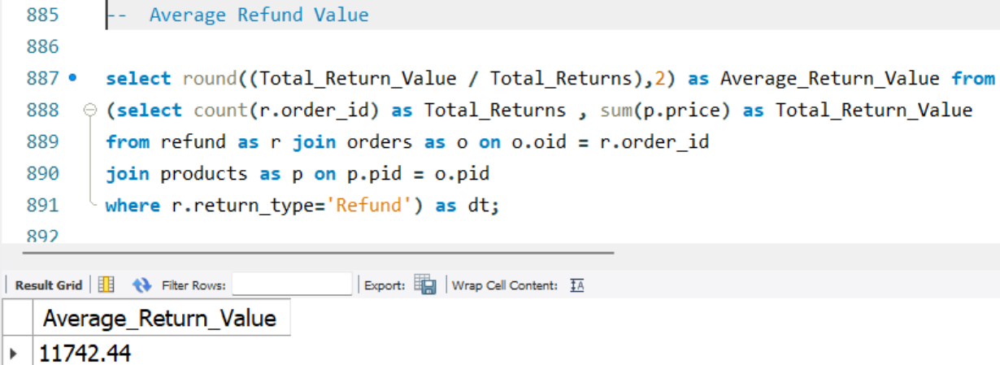 885 -- Average Refund Value
886
887 select round((Total_Return_Value / Total_Returns),2) as Average_Return_Value from
888 (select count(r.order_id) as Total_Returns , sum(p.price) as Total_Return_Value
889 from refund as r join orders as o on o.oid = r.order_id
890 join products as p on p.pid = o.pid
891 where r.return_type='Refund') as dt;
892
Result Grid Filter Rows: Export: Wrap Cell Content: IA
Average_Return_Value
11742.44